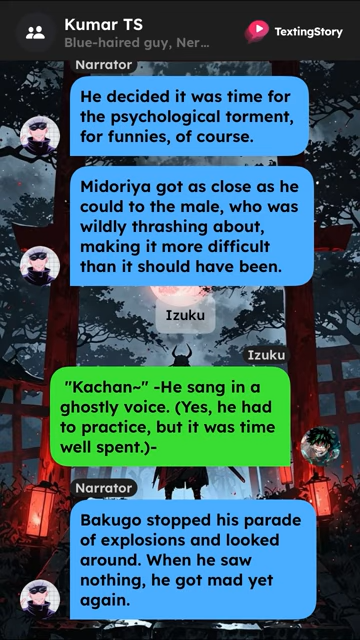 Kumar TS
Blue-haired guy, Ner...
TextingStory
Narrator
He decided it was time for
the psychological torment,
for funnies, of course.
Midoriya got as close as he
could to the male, who was
wildly thrashing about,
making it more difficult
than it should have been.
Izuku
Izuku
"Kachan~" -He sang in a
ghostly voice. (Yes, he had
to practice, but it was time
well spent.)-
Narrator
Bakugo stopped his parade
of explosions and looked
around. When he saw
nothing, he got mad yet
again.